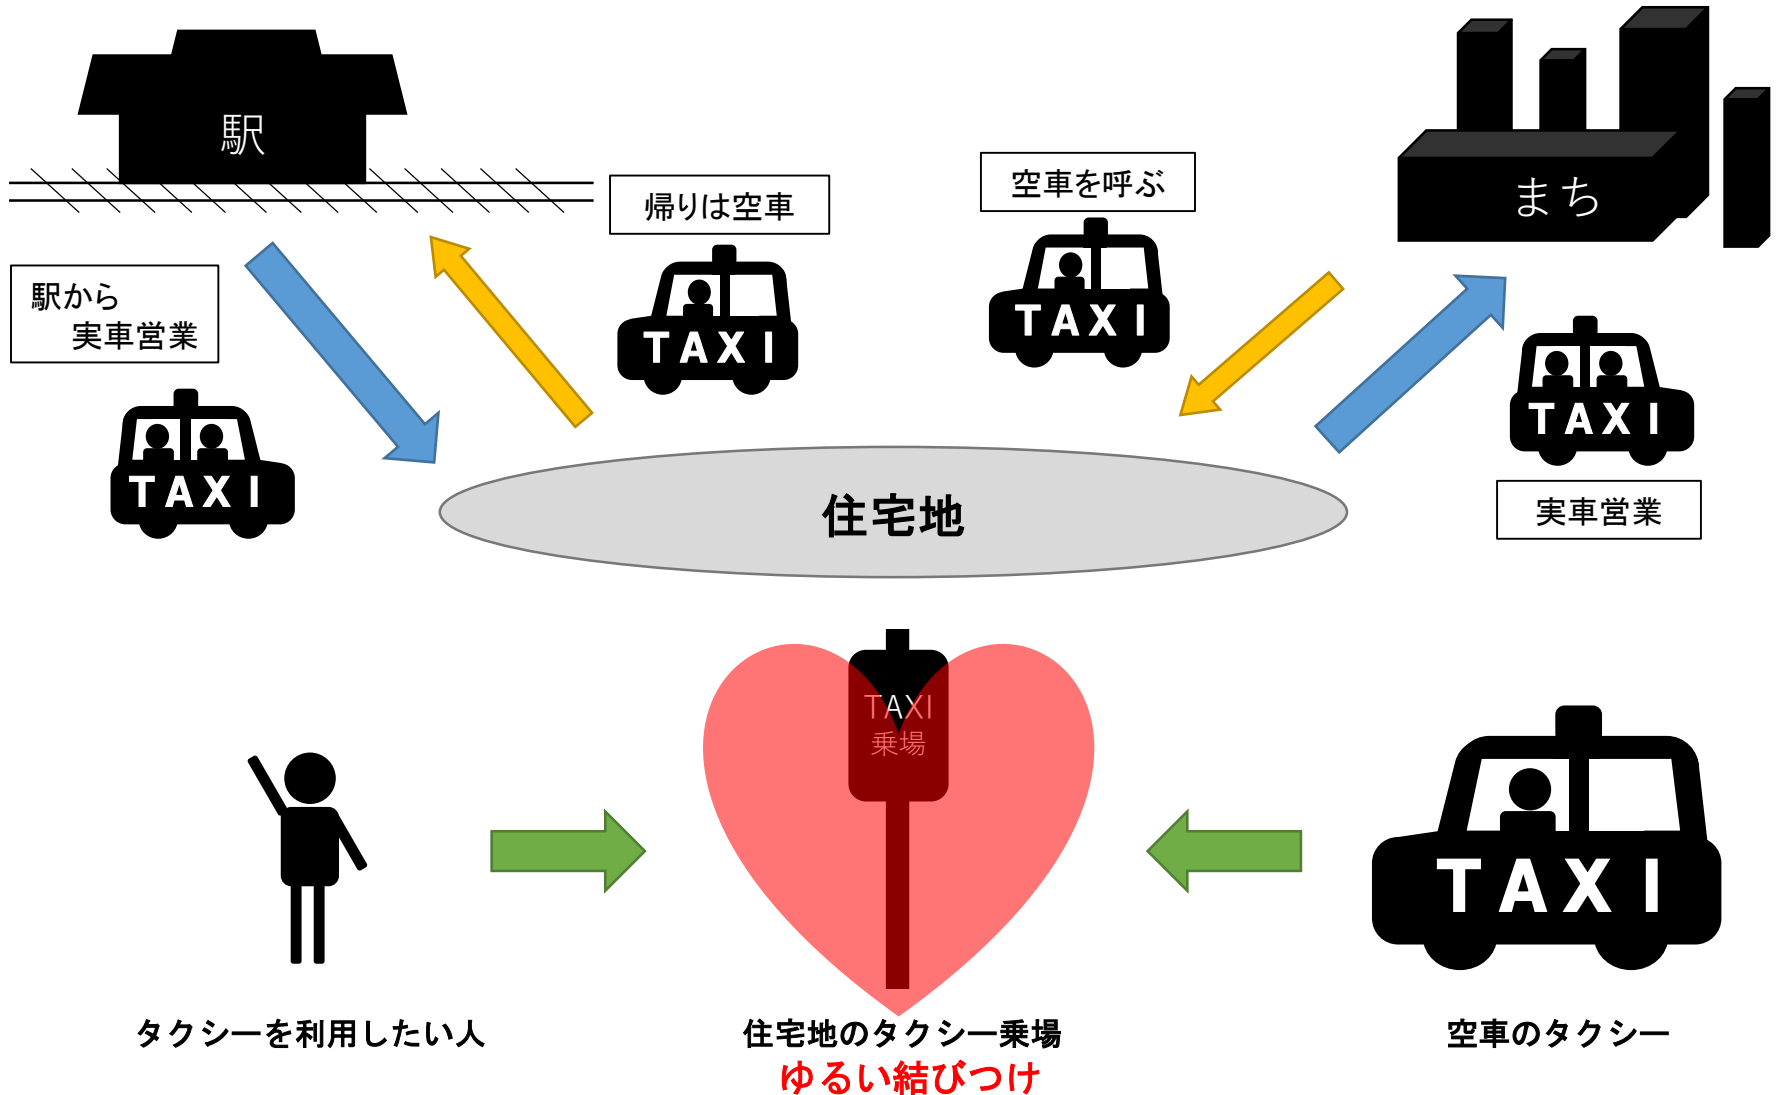 駅
まち
空車を呼ぶ
帰りは空車
駅から
実車営業
TAXI
TAXI
TAXI
TAXI
実車営業
住宅地
TAXI
乗場
TAXI
タクシーを利用したい人
住宅地のタクシー乗場
ゆるい結びつけ
空車のタクシー